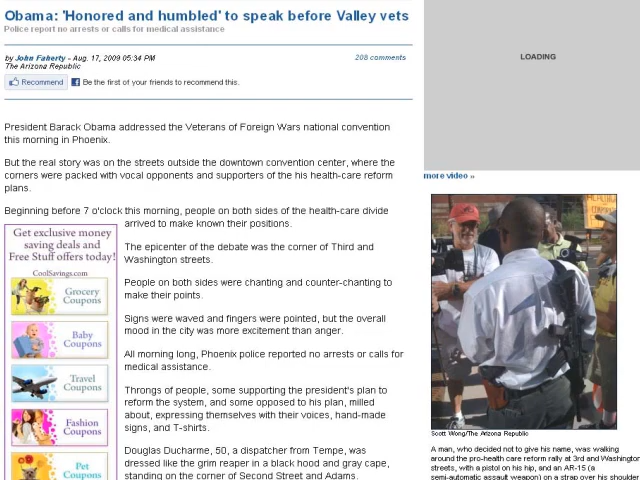 Obama: 'Honored and humbled' to speak before Valley vets
Police report no arrests or calls for medical assistance
by John Faherty - Aug. 17, 2009 05:34 PM
The Arizona Republic
208 comments
Recommend
Be the first of your friends to recommend this.
President Barack Obama addressed the Veterans of Foreign Wars national convention
this morning in Phoenix.
But the real story was on the streets outside the downtown convention center, where the
corners were packed with vocal opponents and supporters of the his health-care reform
plans.
Beginning before 7 o'clock this morning, people on both sides of the health-care divide
arrived to make known their positions.
The epicenter of the debate was the corner of Third and
Washington streets.
People on both sides were chanting and counter-chanting to
make their points.
Signs were waved and fingers were pointed, but the overall
mood in the city was more excitement than anger.
All morning long, Phoenix police reported no arrests or calls for
medical assistance.
Throngs of people, some supporting the president's plan to
reform the system, and some opposed to his plan, milled
about, expressing themselves with their voices, hand-made
signs, and T-shirts.
Douglas Ducharme, 50, a dispatcher from Tempe, was
dressed like the grim reaper in a black hood and gray cape,
standing on the corner of Second Street and Adams.
Get exclusive money
saving deals and
Free Stuff offers today!
CoolSavings.com
Grocery
Coupons
Baby
Coupons
Travel
Coupons
Fashion
Coupons
Pet
Coupons
LOADING
more video »
Scott Wong/The Arizona Republic
A man, who decided not to give his name, was walking
around the pro-health care reform rally at 3rd and Washington
streets, with a pistol on his hip, and an AR-15 (a
semi-automatic assault weapon) on a strap over his shoulder